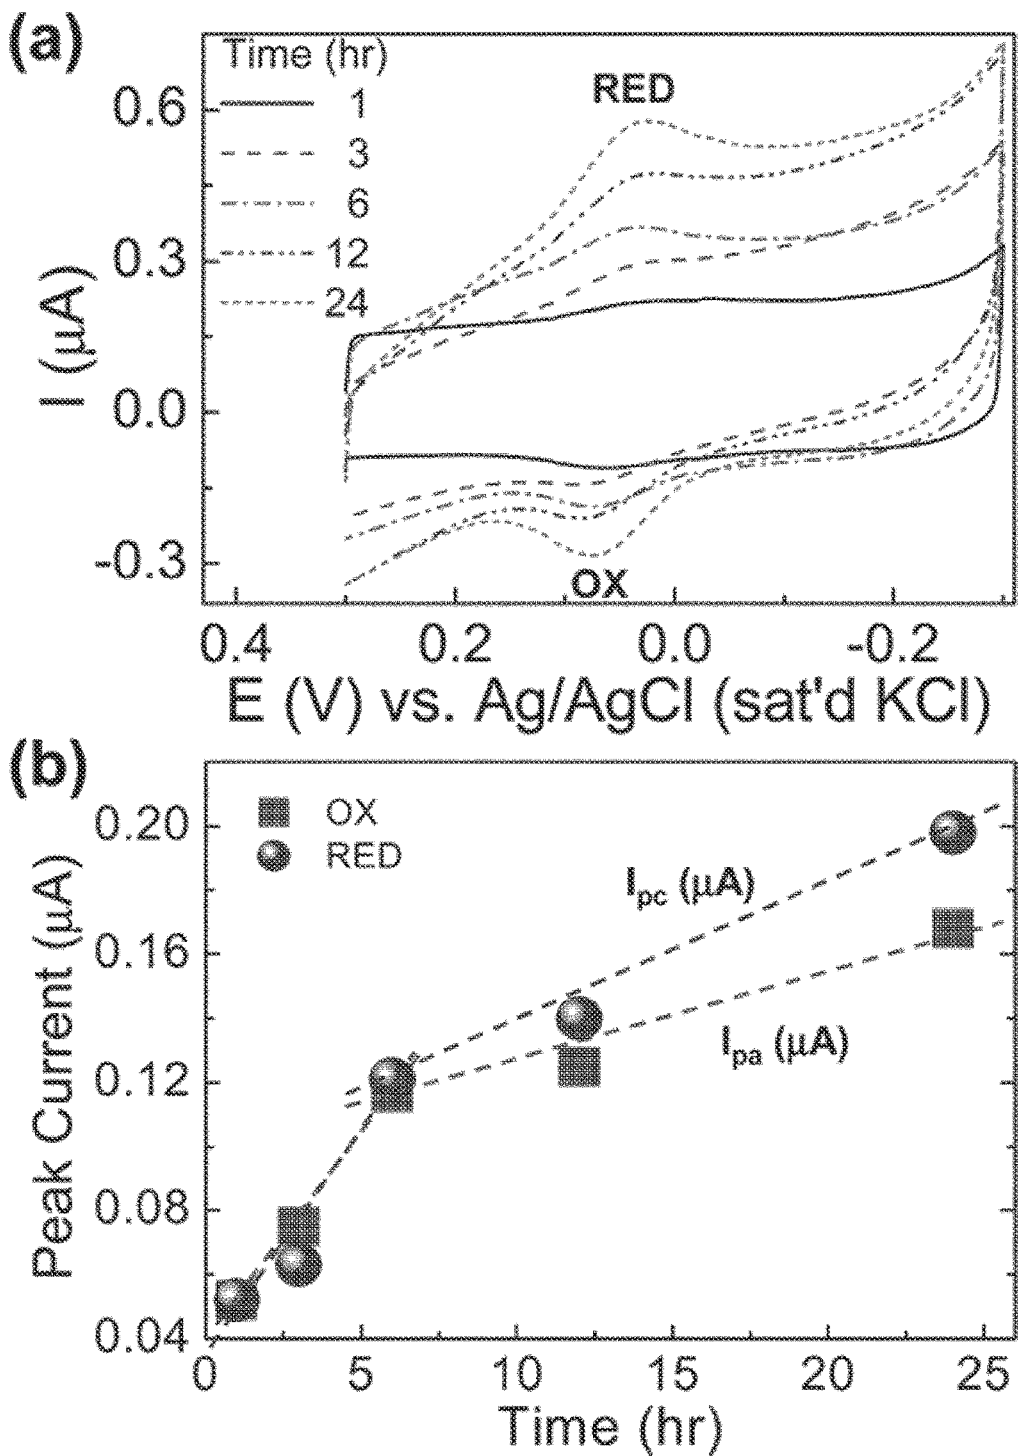 (a)
Time (hr)
1
3
6
12
24
RED
OX
0.6
0.3
0.0
-0.3
I (μA)
0.4 0.2 0.0 -0.2
E (V) vs. Ag/AgCl (sat'd KCl)
(b)
OX
RED
I_pc (μA)
I_pa (μA)
0.20
0.16
0.12
0.08
0.04
Peak Current (μA)
0 5 10 15 20 25
Time (hr)